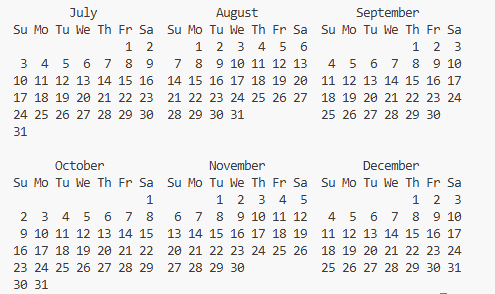 July                 August              September
Su Mo Tu We Th Fr Sa  Su Mo Tu We Th Fr Sa  Su Mo Tu We Th Fr Sa
                1  2      1  2  3  4  5  6               1  2  3
 3  4  5  6  7  8  9   7  8  9 10 11 12 13   4  5  6  7  8  9 10
10 11 12 13 14 15 16  14 15 16 17 18 19 20  11 12 13 14 15 16 17
17 18 19 20 21 22 23  21 22 23 24 25 26 27  18 19 20 21 22 23 24
24 25 26 27 28 29 30  28 29 30 31           25 26 27 28 29 30
31
      October               November              December
Su Mo Tu We Th Fr Sa  Su Mo Tu We Th Fr Sa  Su Mo Tu We Th Fr Sa
                   1         1  2  3  4  5               1  2  3
 2  3  4  5  6  7  8   6  7  8  9 10 11 12   4  5  6  7  8  9 10
 9 10 11 12 13 14 15  13 14 15 16 17 18 19  11 12 13 14 15 16 17
16 17 18 19 20 21 22  20 21 22 23 24 25 26  18 19 20 21 22 23 24
23 24 25 26 27 28 29  27 28 29 30           25 26 27 28 29 30 31
30 31